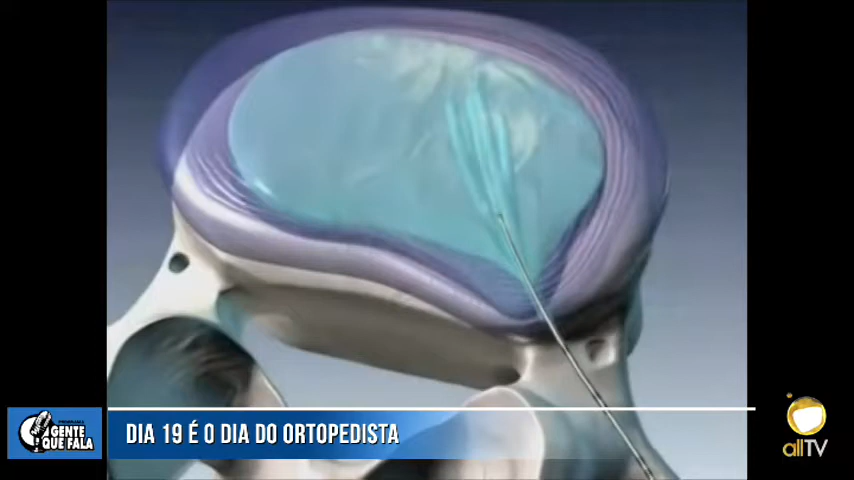 GENTE
QUE FALA
DIA 19 É O DIA DO ORTOPEDISTA
allTV